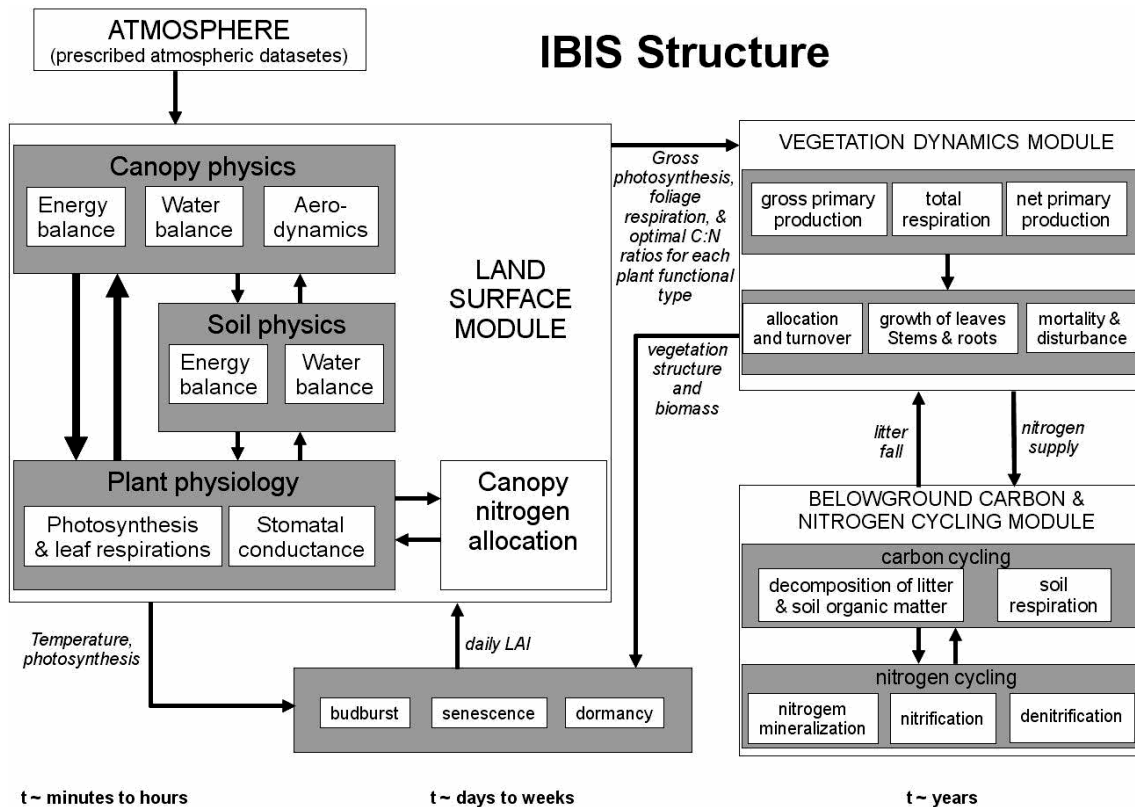 ATMOSPHERE
(prescribed atmospheric datasetes)
IBIS Structure
Canopy physics
Energy
balance
Water
balance
Aero-
dynamics
Soil physics
Energy
balance
Water
balance
LAND
SURFACE
MODULE
Plant physiology
Photosynthesis
& leaf respirations
Stomatal
conductance
Canopy
nitrogen
allocation
Gross
photosynthesis,
foliage
respiration, &
optimal C:N
ratios for each
plant functional
type
vegetation
structure
and
biomass
VEGETATION DYNAMICS MODULE
gross primary
production
total
respiration
net primary
production
allocation
and turnover
growth of leaves
Stems & roots
mortality &
disturbance
litter
fall
nitrogen
supply
BELOWGROUND CARBON &
NITROGEN CYCLING MODULE
carbon cycling
decomposition of litter
& soil organic matter
soil
respiration
nitrogen cycling
nitrogem
mineralization
nitrification
denitrification
Temperature,
photosynthesis
daily LAI
budburst
senescence
dormancy
t ~ minutes to hours
t ~ days to weeks
t ~ years